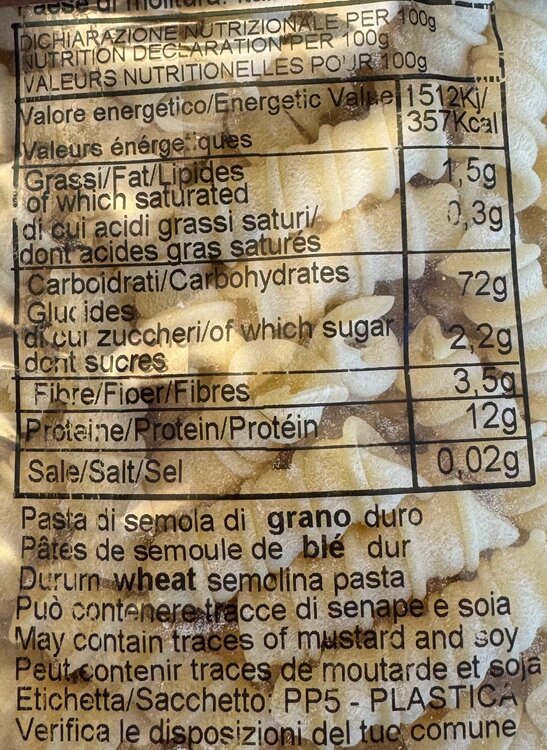 DICHIARAZIONE NUTRIZIONALE PER 100g
NUTRITION DECLARATION PER 100g
VALEURS NUTRITIONELLES POUR 100g
Valore energetico/Energetic Value 1512Kj/
357Kcal
Valeurs énergetiques
Grassi/Fat/Lipides 1,5g
of which saturated
di cui acidi grassi saturi/ 0,3g
dont acides gras saturés
Carboidrati/Carbohydrates 72g
Glucides
di cui zuccheri/of which sugar 2,2g
dont sucres
Fibre/Fiber/Fibres 3,5g
Proteine/Protein/Protéin 12g
Sale/Salt/Sel 0,02g
Pasta di semola di grano duro
Pâtes de semoule de blé dur
Durum wheat semolina pasta
Può contenere tracce di senape e soia
May contain traces of mustard and soy
Peut contenir traces de moutarde et soja
Etichetta/Sacchetto: PP5 - PLASTICA
Verifica le disposizioni del tuo comune